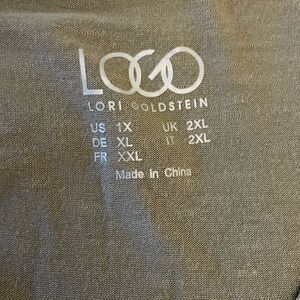 LOGO
LORI GOLDSTEIN
US 1X UK 2XL
DE XL IT 2XL
FR XXL
Made in China